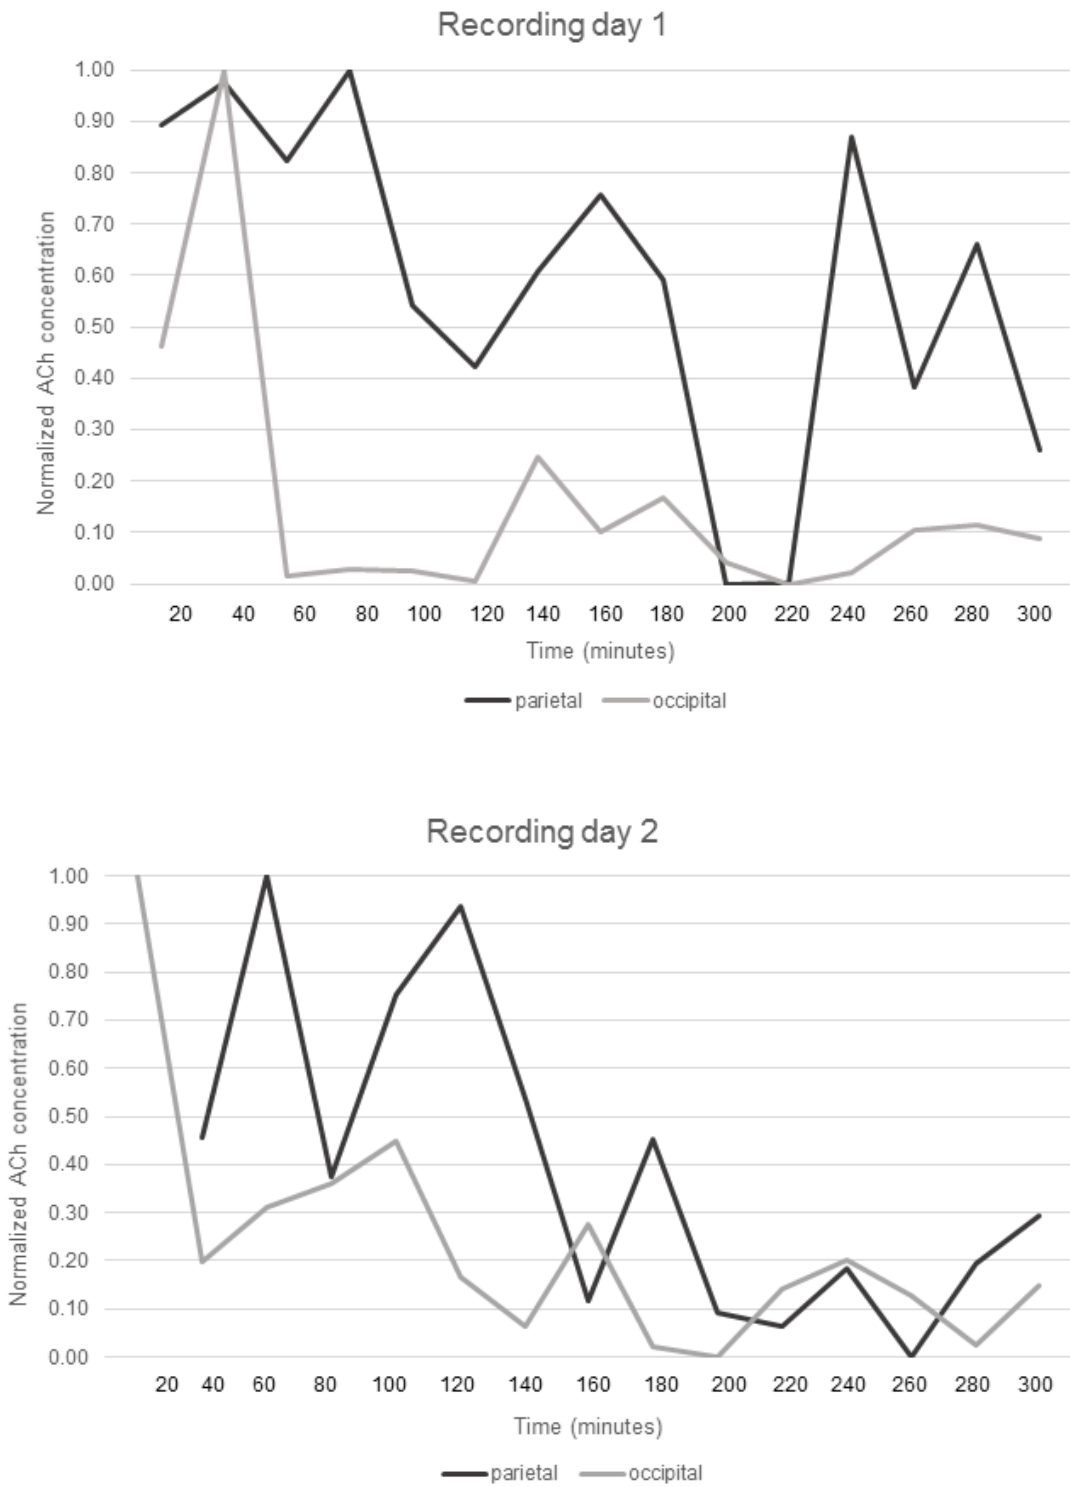 Recording day 1
1.00
0.90
0.80
0.70
0.60
0.50
0.40
0.30
0.20
0.10
0.00
Normalized ACh concentration
20 40 60 80 100 120 140 160 180 200 220 240 260 280 300
Time (minutes)
parietal occipital
Recording day 2
1.00
0.90
0.80
0.70
0.60
0.50
0.40
0.30
0.20
0.10
0.00
Normalized ACh concentration
20 40 60 80 100 120 140 160 180 200 220 240 260 280 300
Time (minutes)
parietal occipital